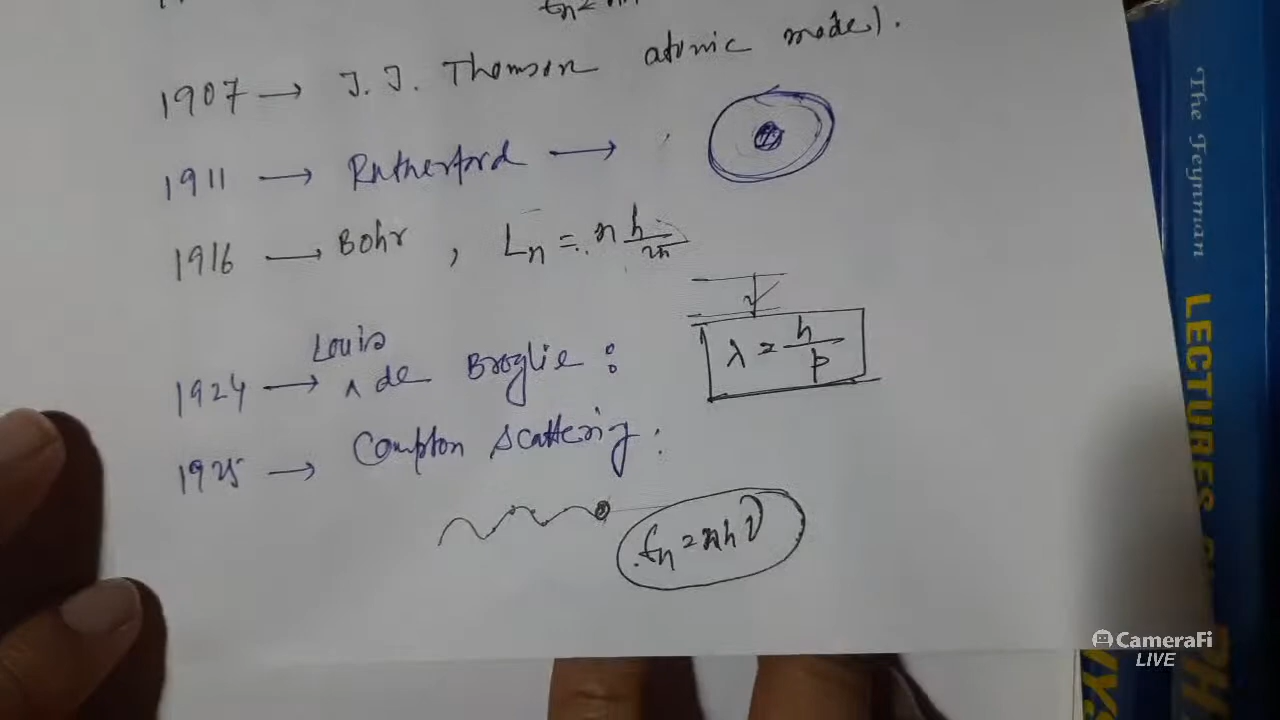 1907 → J. J. Thomson atomic model.
1911 → Rutherford →
1916 → Bohr , Lₙ = n h/2π
λ = h/p
1924 → Louis de Broglie :
1925 → Compton scattering :
Eₙ = nhν
The Feynman
LECTURES
CameraFi
LIVE